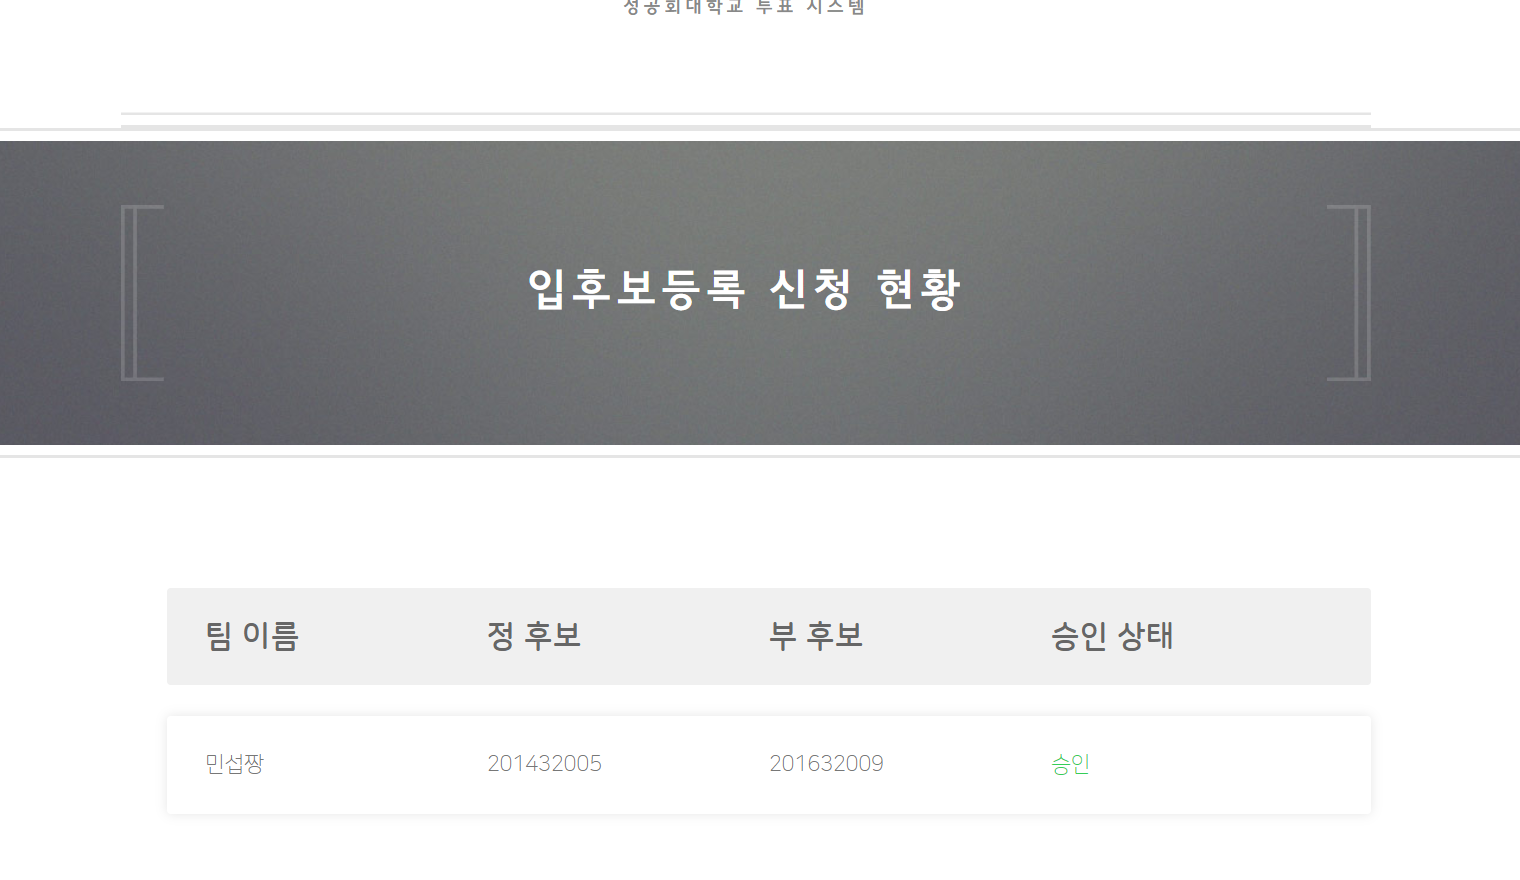 성공회대학교 투표 시스템
입후보등록 신청 현황
팀 이름 정 후보 부 후보 승인 상태
민섭짱 201432005 201632009 승인